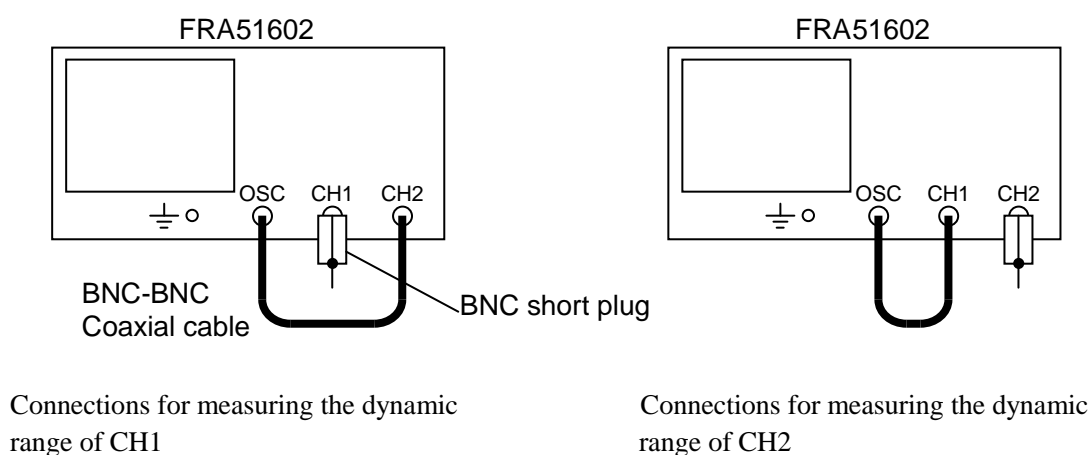 FRA51602
OSC CH1 CH2
BNC-BNC
Coaxial cable
BNC short plug
Connections for measuring the dynamic
range of CH1
FRA51602
OSC CH1 CH2
Connections for measuring the dynamic
range of CH2